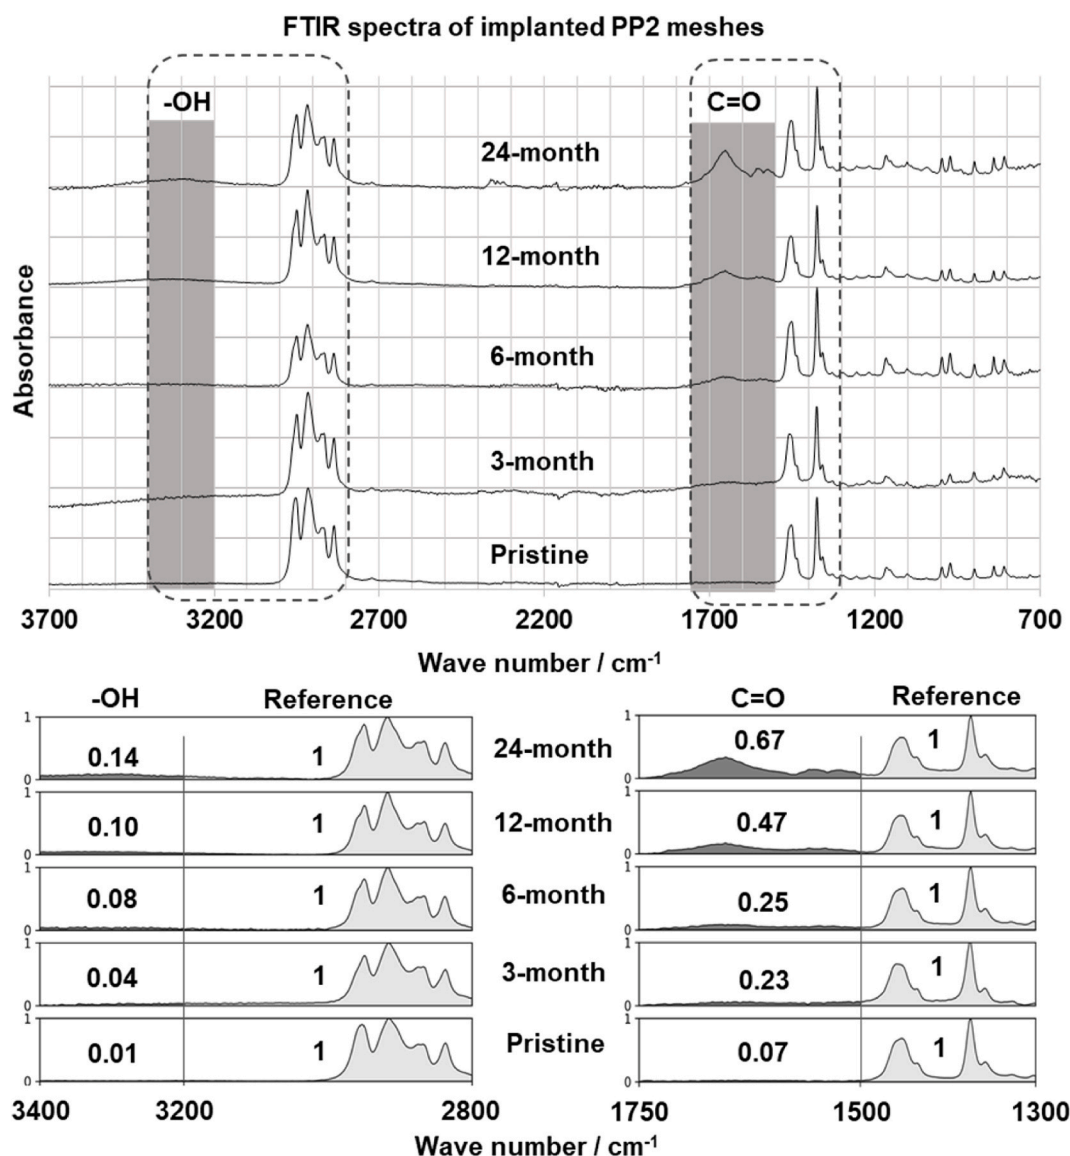 FTIR spectra of implanted PP2 meshes
-OH C=O
24-month
12-month
6-month
3-month
Pristine
Absorbance
3700 3200 2700 2200 1700 1200 700
Wave number / cm-1
-OH Reference C=O Reference
1 0.14 1 24-month 1 0.67 1
0 0
1 0.10 1 12-month 1 0.47 1
0 0
1 0.08 1 6-month 1 0.25 1
0 0
1 0.04 1 3-month 1 0.23 1
0 0
1 0.01 1 Pristine 1 0.07 1
0 0
3400 3200 2800 1750 1500 1300
Wave number / cm-1